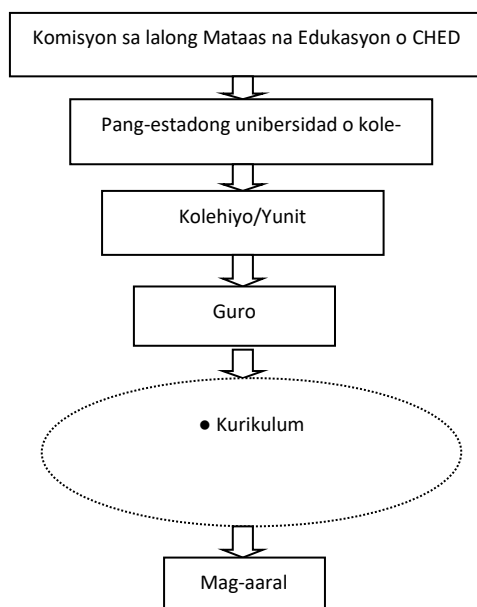 Komisyon sa lalong Mataas na Edukasyon o CHED
Pang-estadong unibersidad o kole-
Kolehiyo/Yunit
Guro
● Kurikulum
Mag-aaral